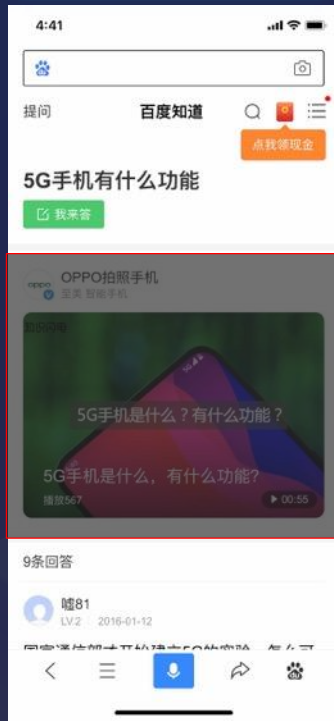 4:41
提问
百度知道
点我领现金
5G手机有什么功能
我来答
oppo
OPPO拍照手机
至美 智能手机
5G手机是什么？有什么功能？
5G手机是什么，有什么功能?
播放567
00:55
9条回答
嘘81
LV.2 2016-01-12